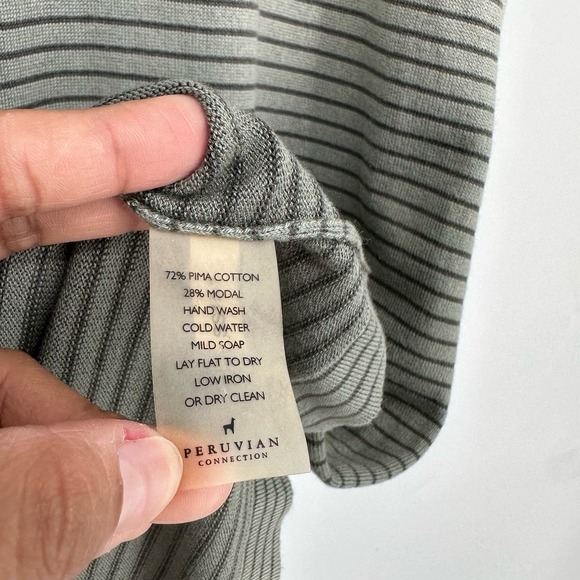 72% PIMA COTTON
28% MODAL
HAND WASH
COLD WATER
MILD SOAP
LAY FLAT TO DRY
LOW IRON
OR DRY CLEAN
PERUVIAN
CONNECTION